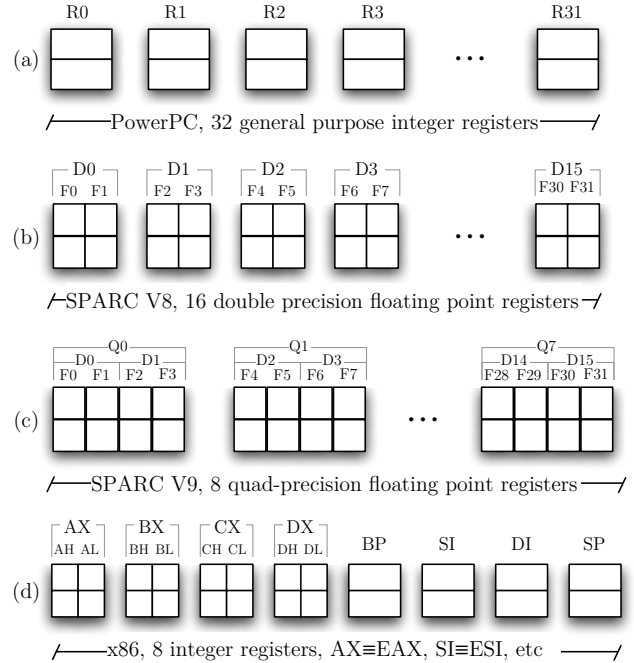 R0 R1 R2 R3 R31
(a) ...
PowerPC, 32 general purpose integer registers
D0 D1 D2 D3 D15
F0 F1 F2 F3 F4 F5 F6 F7 F30 F31
(b) ...
SPARC V8, 16 double precision floating point registers
Q0 Q1 Q7
D0 D1 D2 D3 D14 D15
F0 F1 F2 F3 F4 F5 F6 F7 F28 F29 F30 F31
(c) ...
SPARC V9, 8 quad-precision floating point registers
AX BX CX DX BP SI DI SP
AH AL BH BL CH CL DH DL
(d)
x86, 8 integer registers, AX≡EAX, SI≡ESI, etc